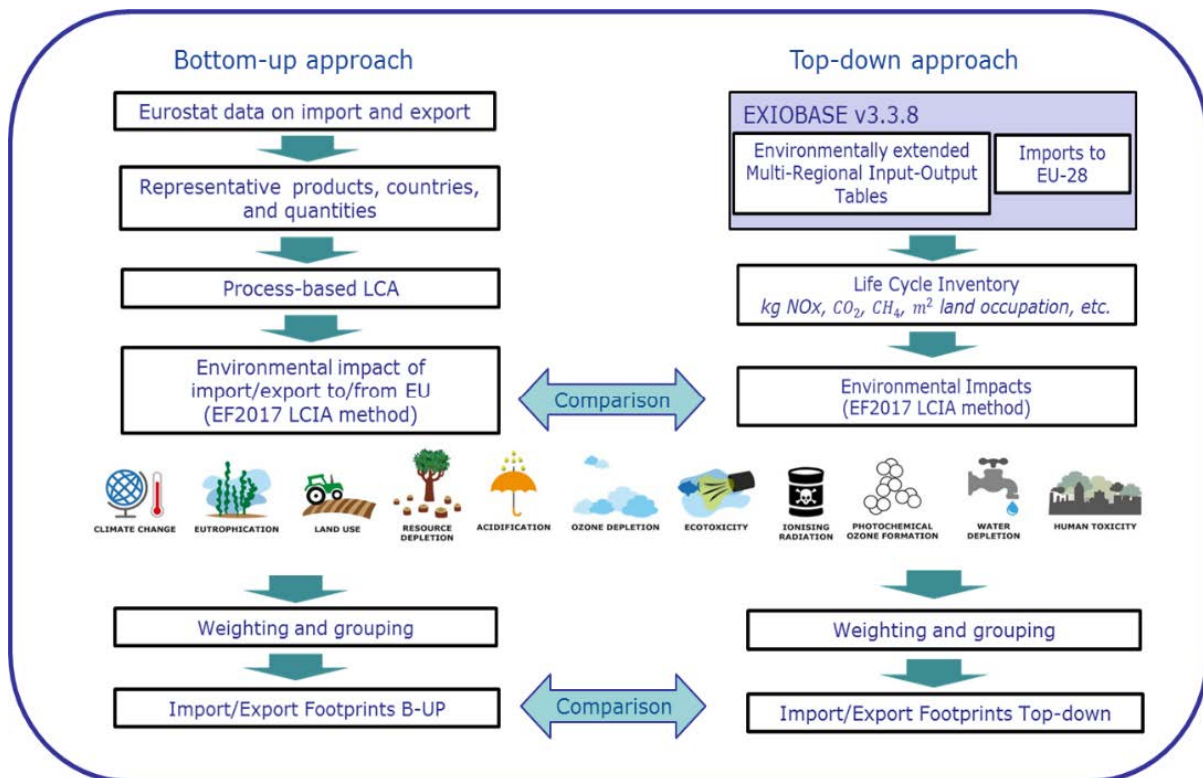 Bottom-up approach
Eurostat data on import and export
Representative products, countries,
and quantities
Process-based LCA
Environmental impact of
import/export to/from EU
(EF2017 LCIA method)
Top-down approach
EXIOBASE v3.3.8
Environmentally extended
Multi-Regional Input-Output
Tables
Imports to
EU-28
Life Cycle Inventory
kg NOx, CO₂, CH₄, m² land occupation, etc.
Environmental Impacts
(EF2017 LCIA method)
Comparison
CLIMATE CHANGE
EUTROPHICATION
LAND USE
RESOURCE
DEPLETION
ACIDIFICATION
OZONE DEPLETION
ECOTOXICITY
IONISING
RADIATION
PHOTOCHEMICAL
OZONE FORMATION
WATER
DEPLETION
HUMAN TOXICITY
Weighting and grouping
Import/Export Footprints B-UP
Comparison
Weighting and grouping
Import/Export Footprints Top-down